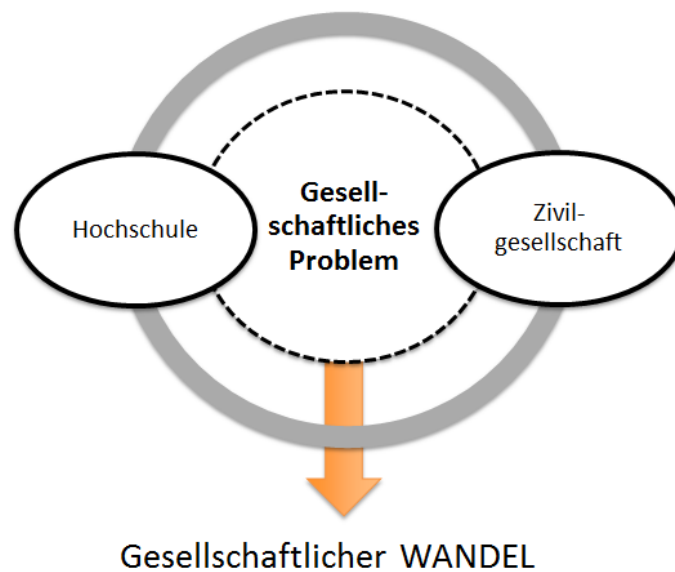 Hochschule
Gesell-
schaftliches
Problem
Zivil-
gesellschaft
Gesellschaftlicher WANDEL